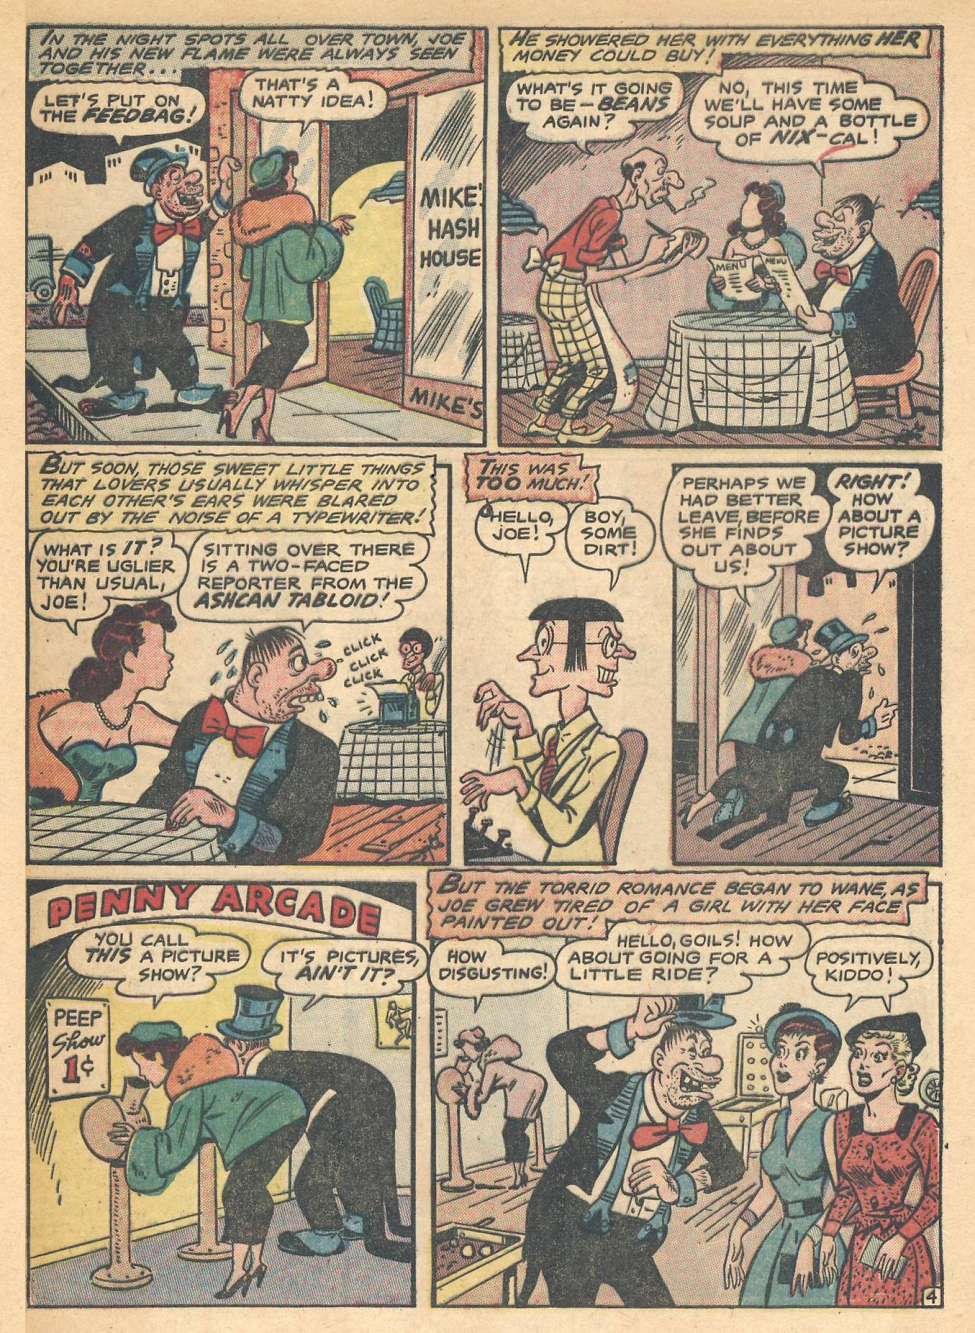 IN THE NIGHT SPOTS ALL OVER TOWN, JOE
AND HIS NEW FLAME WERE ALWAYS SEEN
TOGETHER...
LET'S PUT ON
THE FEEDBAG!
THAT'S A
NATTY IDEA!
MIKE'S
HASH
HOUSE
MIKE'S
HE SHOWERED HER WITH EVERYTHING HER
MONEY COULD BUY!
WHAT'S IT GOING
TO BE—BEANS
AGAIN?
NO, THIS TIME
WE'LL HAVE SOME
SOUP AND A BOTTLE
OF NIX-CAL!
MENU
MENU
BUT SOON, THOSE SWEET LITTLE THINGS
THAT LOVERS USUALLY WHISPER INTO
EACH OTHER'S EARS WERE BLARED
OUT BY THE NOISE OF A TYPEWRITER!
WHAT IS IT?
YOU'RE UGLIER
THAN USUAL,
JOE!
SITTING OVER THERE
IS A TWO-FACED
REPORTER FROM THE
ASHCAN TABLOID!
CLICK
CLICK
CLICK
THIS WAS
TOO MUCH!
HELLO,
JOE!
BOY,
SOME
DIRT!
PERHAPS WE
HAD BETTER
LEAVE, BEFORE
SHE FINDS
OUT ABOUT
US!
RIGHT!
HOW
ABOUT A
PICTURE
SHOW?
PENNY ARCADE
YOU CALL
THIS A PICTURE
SHOW?
IT'S PICTURES,
AIN'T IT?
PEEP
Show
1¢
BUT THE TORRID ROMANCE BEGAN TO WANE, AS
JOE GREW TIRED OF A GIRL WITH HER FACE
PAINTED OUT!
HOW
DISGUSTING!
HELLO, GOILS! HOW
ABOUT GOING FOR A
LITTLE RIDE?
POSITIVELY,
KIDDO!
4